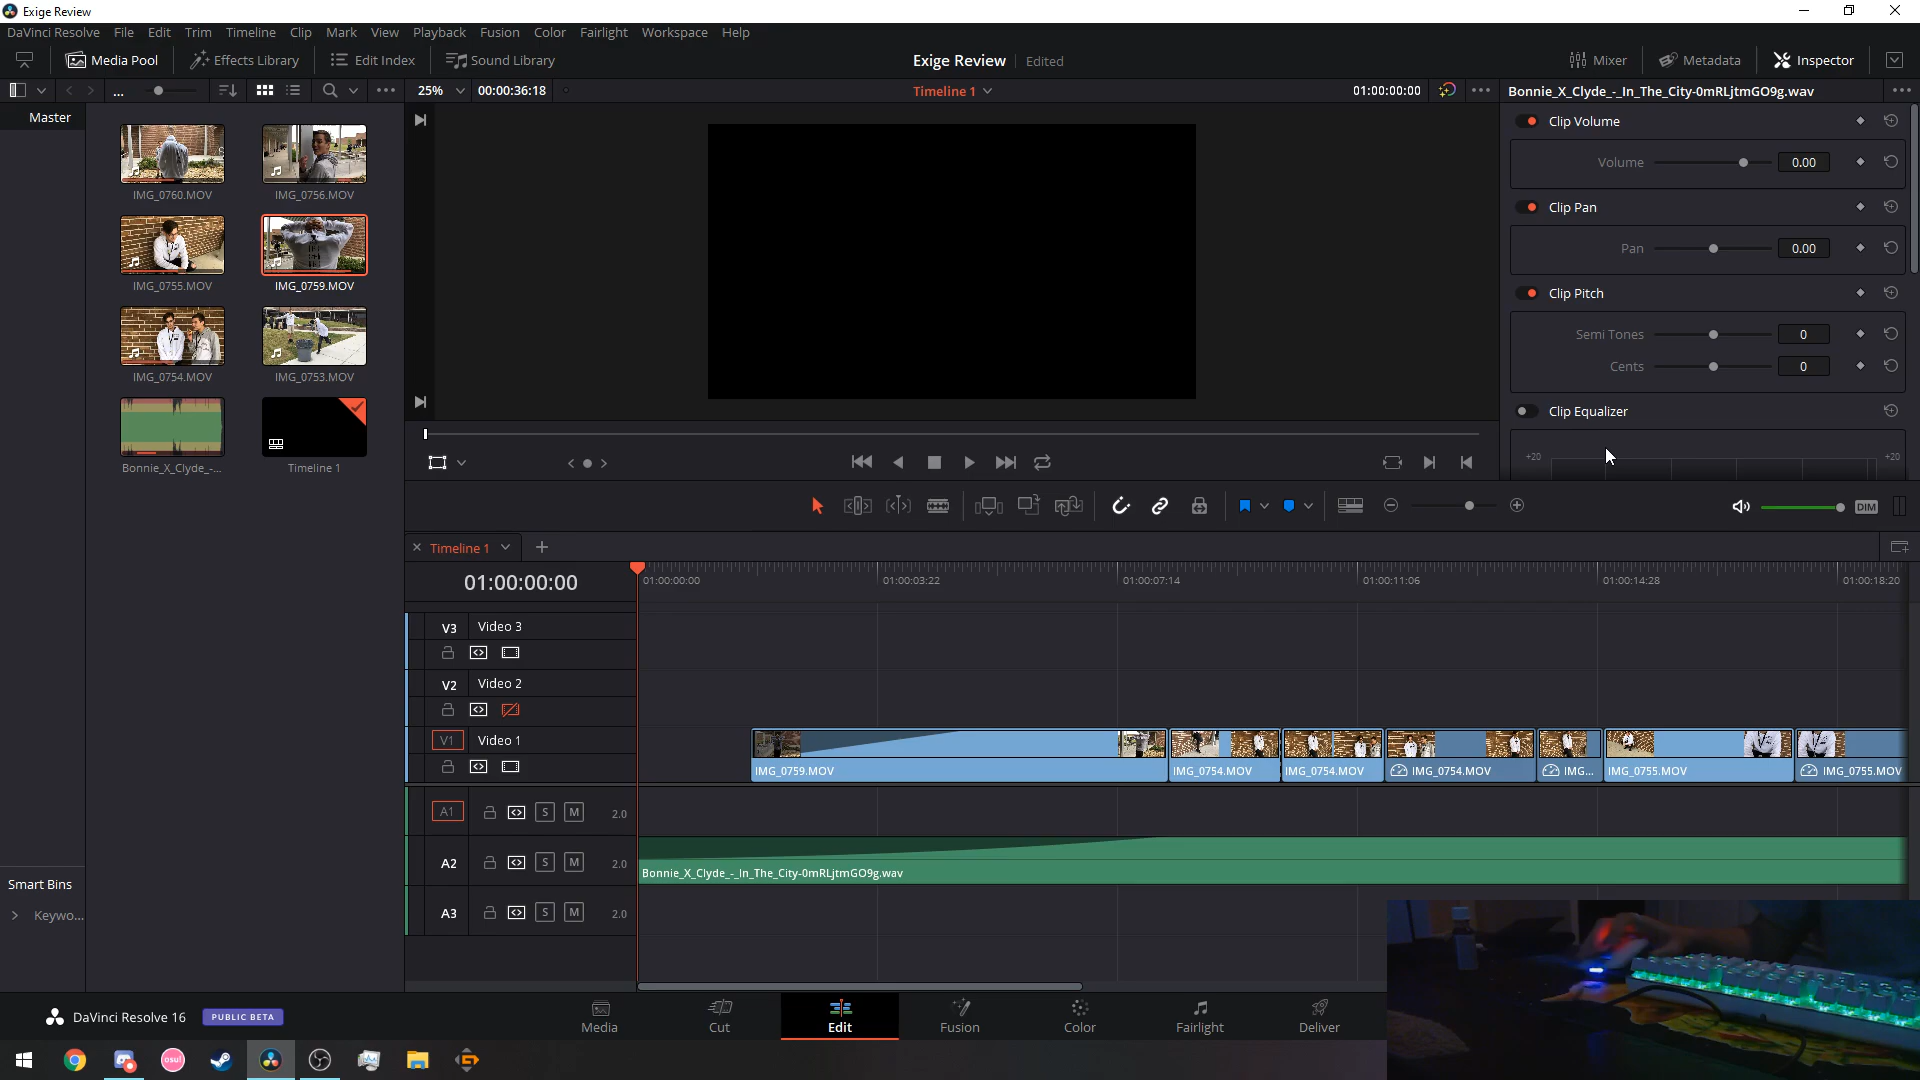 Exige Review
DaVinci Resolve File Edit Trim Timeline Clip Mark View Playback Fusion Color Fairlight Workspace Help
Media Pool Effects Library Edit Index Sound Library Exige Review Edited Mixer Metadata Inspector
... 25% 00:00:36:18 Timeline 1 01:00:00:00 Bonnie_X_Clyde_-_In_The_City-0mRLjtmGO9g.wav
Master
IMG_0760.MOV IMG_0756.MOV
IMG_0755.MOV IMG_0759.MOV
IMG_0754.MOV IMG_0753.MOV
Bonnie_X_Clyde_-... Timeline 1
Clip Volume
Volume 0.00
Clip Pan
Pan 0.00
Clip Pitch
Semi Tones 0
Cents 0
Clip Equalizer
+20 +20
DIM
Timeline 1
01:00:00:00 01:00:00:00 01:00:03:22 01:00:07:14 01:00:11:06 01:00:14:28 01:00:18:20
V3 Video 3
V2 Video 2
V1 Video 1
IMG_0759.MOV IMG_0754.MOV IMG_0754.MOV IMG_0754.MOV IMG... IMG_0755.MOV IMG_0755.MOV
A1 S M 2.0
A2 S M 2.0
Bonnie_X_Clyde_-_In_The_City-0mRLjtmGO9g.wav
A3 S M 2.0
Smart Bins
Keywo...
DaVinci Resolve 16 PUBLIC BETA
Media Cut Edit Fusion Color Fairlight Deliver
osu!